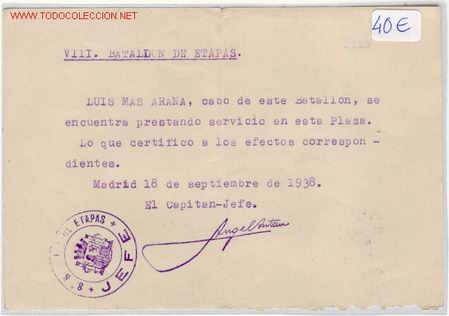 WWW.TODOCOLECCION.NET
40€
VIII. BATALLON DE ETAPAS.
LUIS MAS ARANA, cabo de este Batallon, se
encuentra prestando servicio en esta Plaza.
Lo que certifico a los efectos correspon-
dientes.
Madrid 18 de septiembre de 1938.
El Capitan-Jefe.
Angel
ETAPAS
JEFE